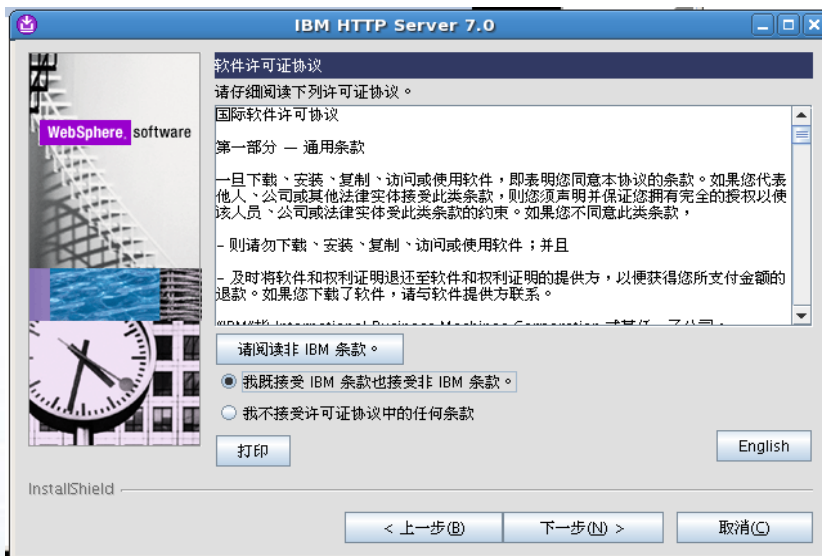 IBM HTTP Server 7.0
软件许可证协议
请仔细阅读下列许可证协议。
WebSphere. software
国际软件许可协议
第一部分 — 通用条款
一旦下载、安装、复制、访问或使用软件，即表明您同意本协议的条款。如果您代表
他人、公司或其他法律实体接受此类条款，则您须声明并保证您拥有完全的授权以使
该人员、公司或法律实体受此类条款的约束。如果您不同意此类条款，
- 则请勿下载、安装、复制、访问或使用软件；并且
- 及时将软件和权利证明退还至软件和权利证明的提供方，以便获得您所支付金额的
退款。如果您下载了软件，请与软件提供方联系。
"IBM"指 International Business Machines Corporation 或其任一子公司。
请阅读非 IBM 条款。
我既接受 IBM 条款也接受非 IBM 条款。
我不接受许可证协议中的任何条款
打印
English
InstallShield
< 上一步(B)
下一步(N) >
取消(C)